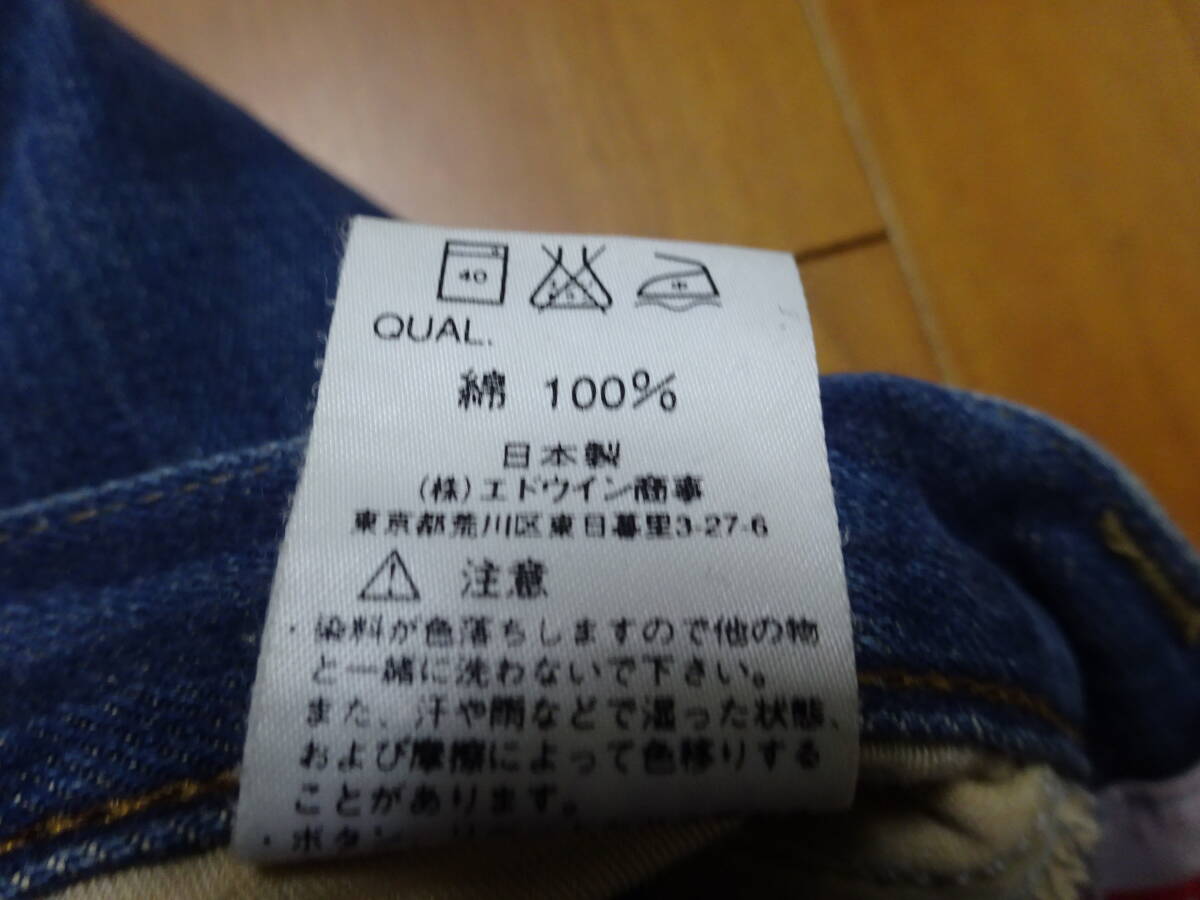 40
QUAL.
綿 100%
日本製
(株)エドウイン商事
東京都荒川区東日暮里3-27-6
注意
・染料が色落ちしますので他の物
と一緒に洗わないで下さい。
また、汗や雨などで湿った状態、
および摩擦によって色移りする
ことがあります。
・ボタン